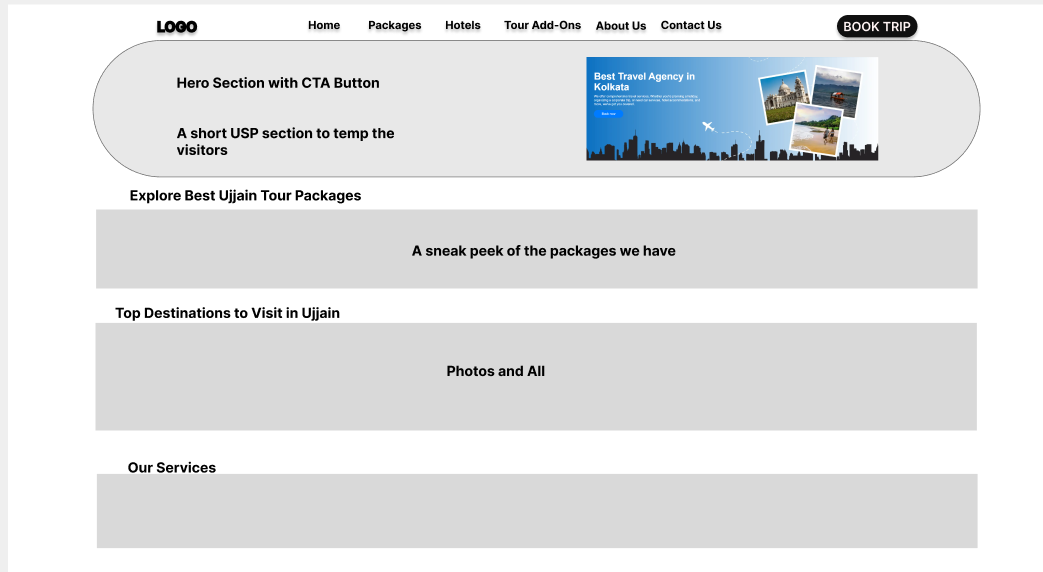 LOGO
Home
Packages
Hotels
Tour Add-Ons
About Us
Contact Us
BOOK TRIP
Hero Section with CTA Button
A short USP section to temp the
visitors
Best Travel Agency in
Kolkata
Book now
Explore Best Ujjain Tour Packages
A sneak peek of the packages we have
Top Destinations to Visit in Ujjain
Photos and All
Our Services